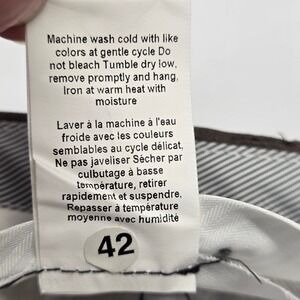 Machine wash cold with like
colors at gentle cycle Do
not bleach Tumble dry low,
remove promptly and hang,
Iron at warm heat with
moisture
Laver à la machine à l'eau
froide avec les couleurs
semblables au cycle délicat,
Ne pas javeliser Sécher par
culbutage à basse
température, retirer
rapidement et suspendre.
Repasser à température
moyenne avec humidité
42